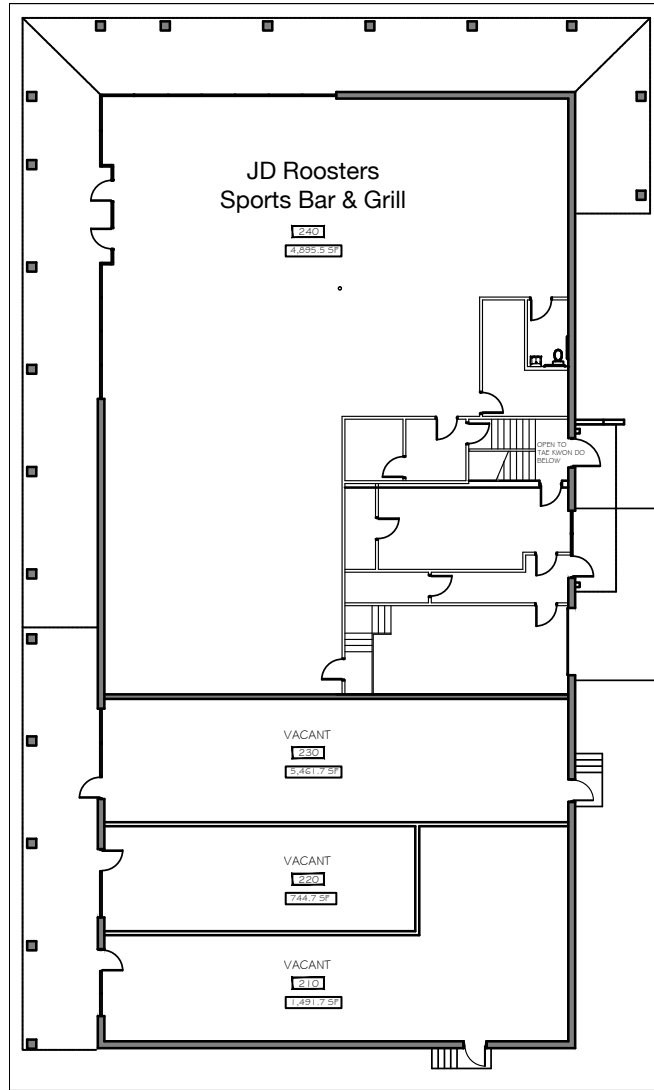 JD Roosters
Sports Bar & Grill
240
4,895.5 SF
OPEN TO
TAE KWON DO
BELOW
VACANT
230
5,461.7 SF
VACANT
220
744.7 SF
VACANT
210
1,491.7 SF